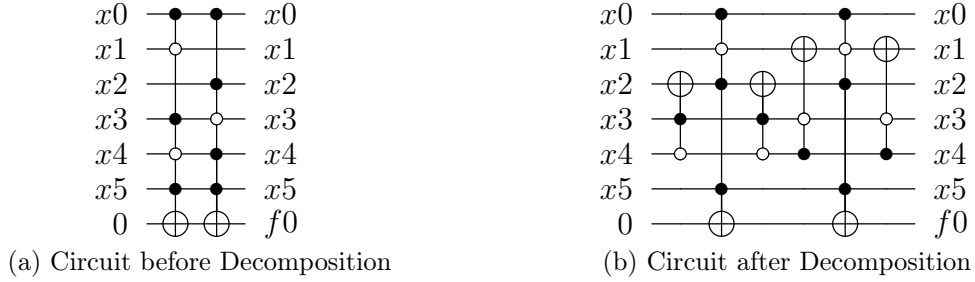 x0 x0 x0 x0
x1 x1 x1 x1
x2 x2 x2 x2
x3 x3 x3 x3
x4 x4 x4 x4
x5 x5 x5 x5
0 f0 0 f0
(a) Circuit before Decomposition
(b) Circuit after Decomposition